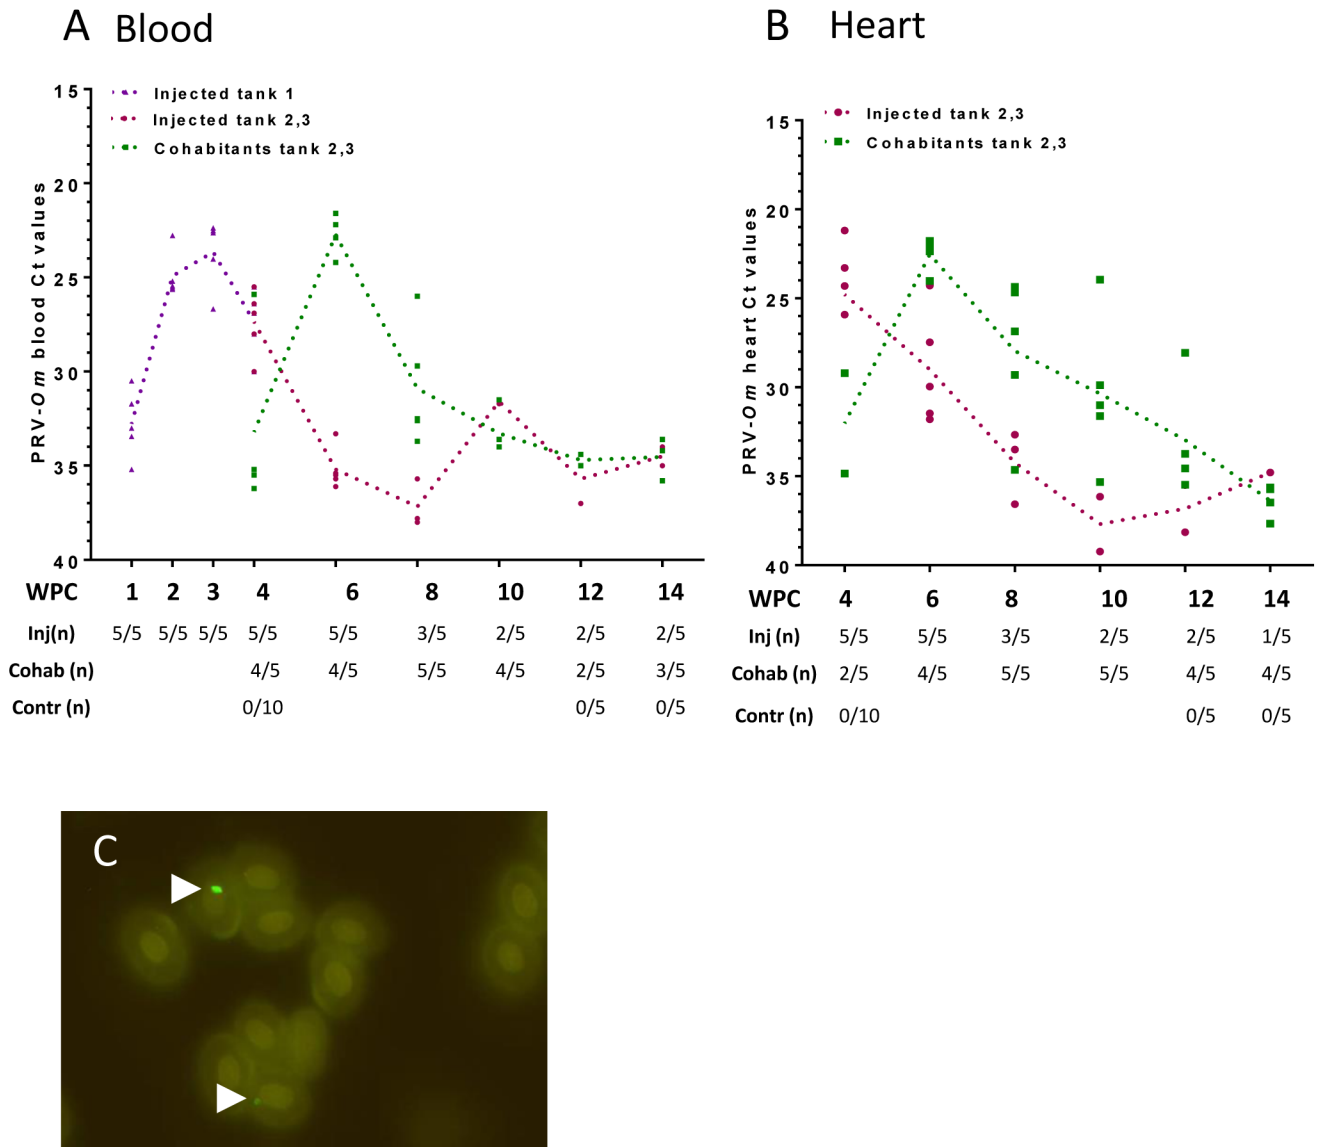 A Blood
Injected tank 1
Injected tank 2,3
Cohabitants tank 2,3
PRV-Om blood Ct values
15
20
25
30
35
40
WPC 1 2 3 4 6 8 10 12 14
Inj(n) 5/5 5/5 5/5 5/5 5/5 3/5 2/5 2/5 2/5
Cohab (n) 4/5 4/5 5/5 4/5 2/5 3/5
Contr (n) 0/10 0/5 0/5
B Heart
Injected tank 2,3
Cohabitants tank 2,3
PRV-Om heart Ct values
15
20
25
30
35
40
WPC 4 6 8 10 12 14
Inj (n) 5/5 5/5 3/5 2/5 2/5 1/5
Cohab (n) 2/5 4/5 5/5 5/5 4/5 4/5
Contr (n) 0/10 0/5 0/5
C